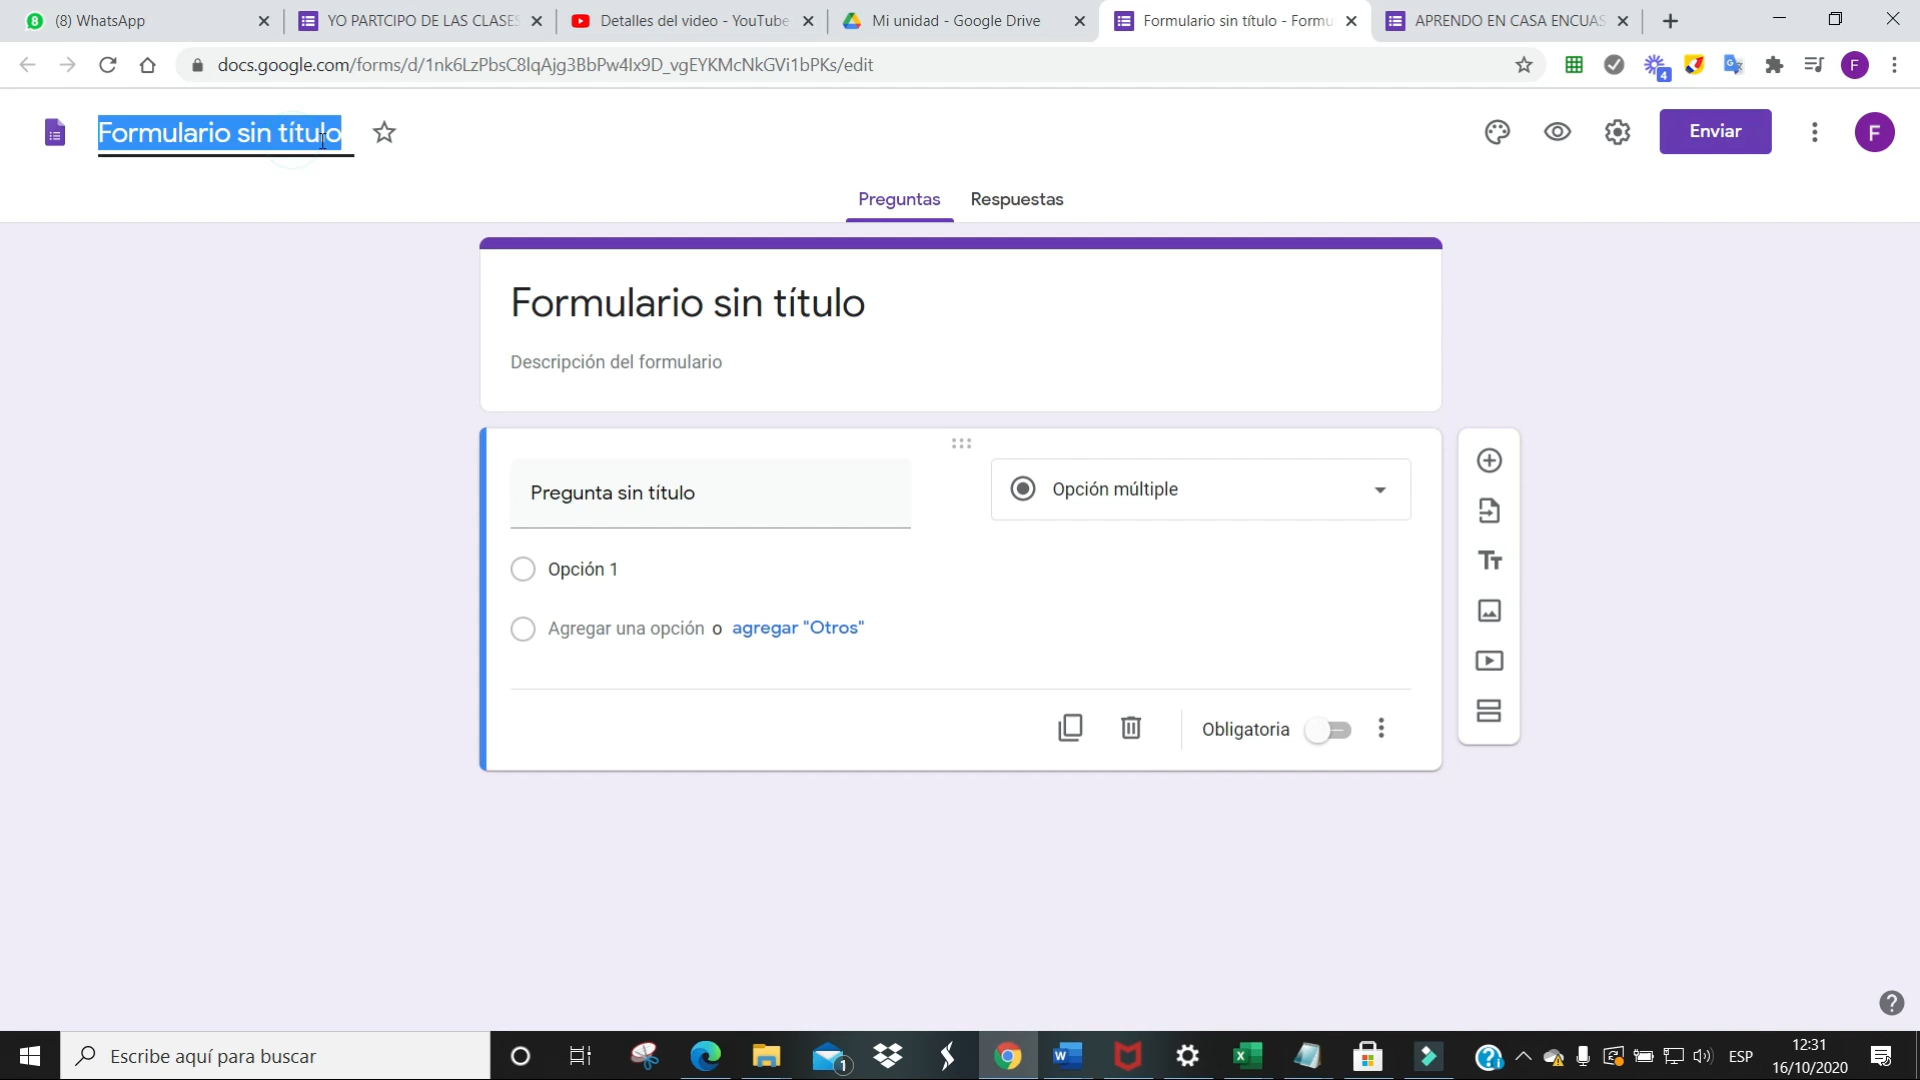 (8) WhatsApp
YO PARTCIPO DE LAS CLASES
Detalles del video - YouTube
Mi unidad - Google Drive
Formulario sin título - Formu
APRENDO EN CASA ENCUAS
docs.google.com/forms/d/1nk6LzPbsC8lqAjg3BbPw4Ix9D_vgEYKMcNkGVi1bPKs/edit
4
F
Formulario sin título
Enviar
F
Preguntas
Respuestas
Formulario sin título
Descripción del formulario
Pregunta sin título
Opción múltiple
Opción 1
Agregar una opción o agregar "Otros"
Obligatoria
Escribe aquí para buscar
1
ESP
12:31
16/10/2020